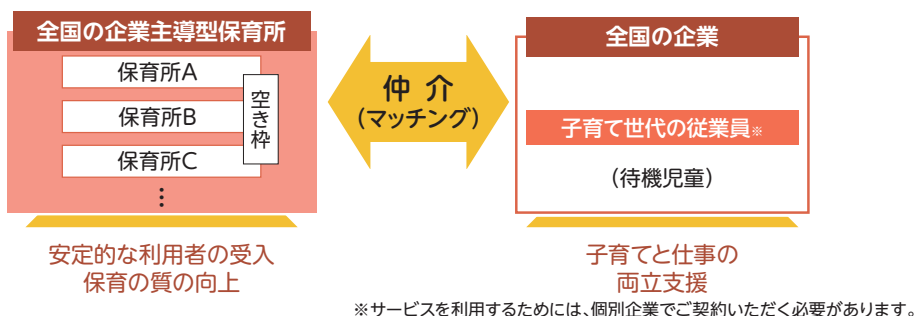 全国の企業主導型保育所
保育所A
保育所B
保育所C
⋮
空き枠
安定的な利用者の受入
保育の質の向上
仲 介
(マッチング)
全国の企業
子育て世代の従業員※
(待機児童)
子育てと仕事の
両立支援
※サービスを利用するためには、個別企業でご契約いただく必要があります。